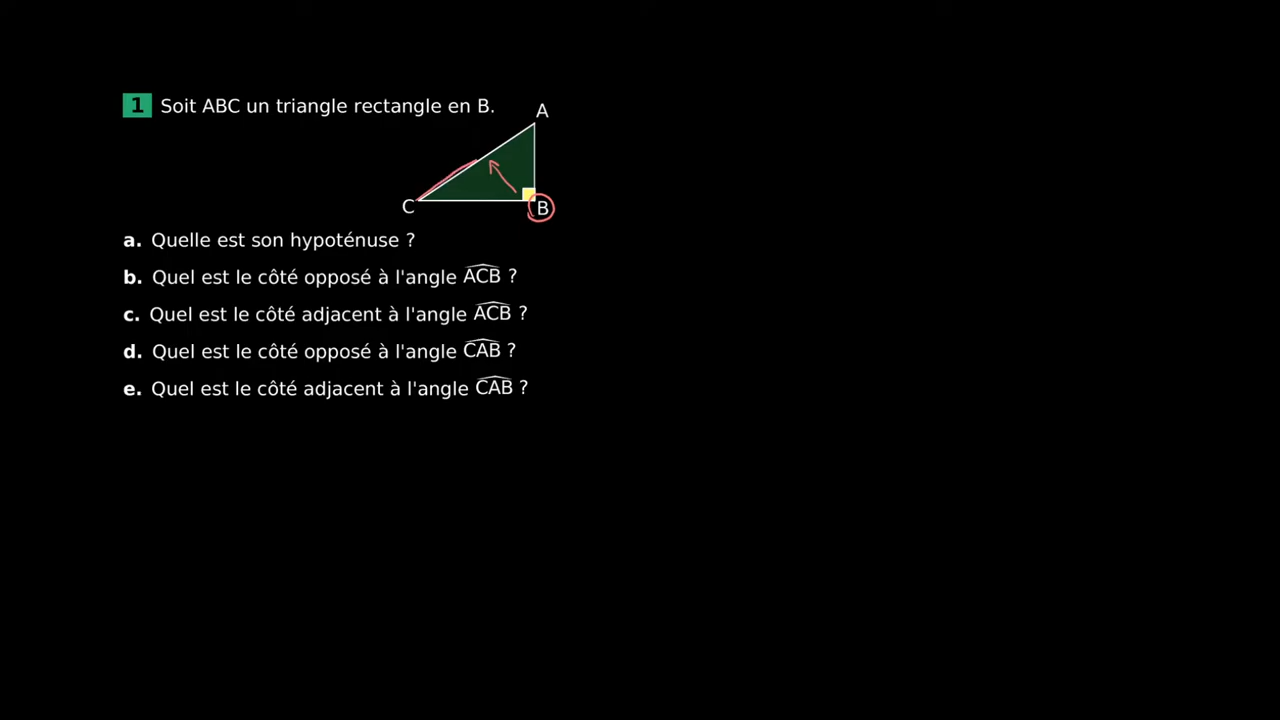 1 Soit ABC un triangle rectangle en B.
A
C
B
a. Quelle est son hypoténuse ?
b. Quel est le côté opposé à l'angle ACB ?
c. Quel est le côté adjacent à l'angle ACB ?
d. Quel est le côté opposé à l'angle CAB ?
e. Quel est le côté adjacent à l'angle CAB ?